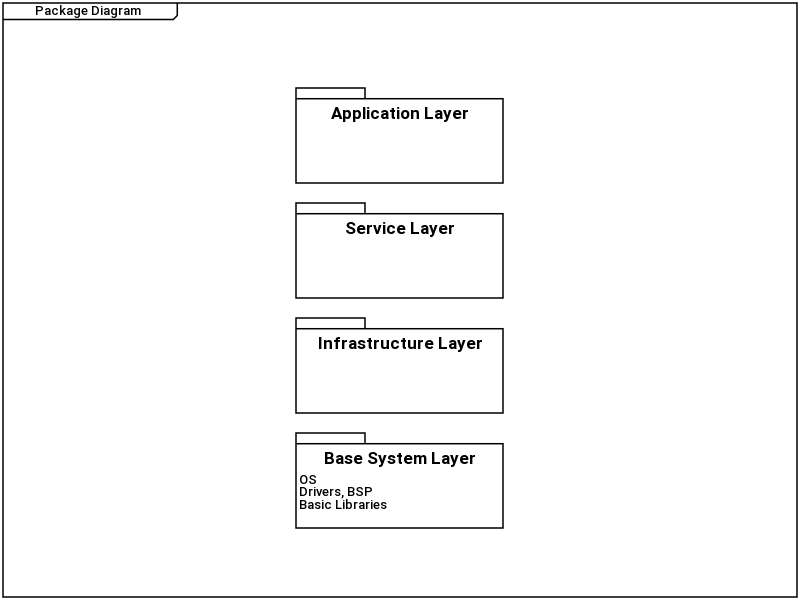 Package Diagram
Application Layer
Service Layer
Infrastructure Layer
Base System Layer
OS
Drivers, BSP
Basic Libraries